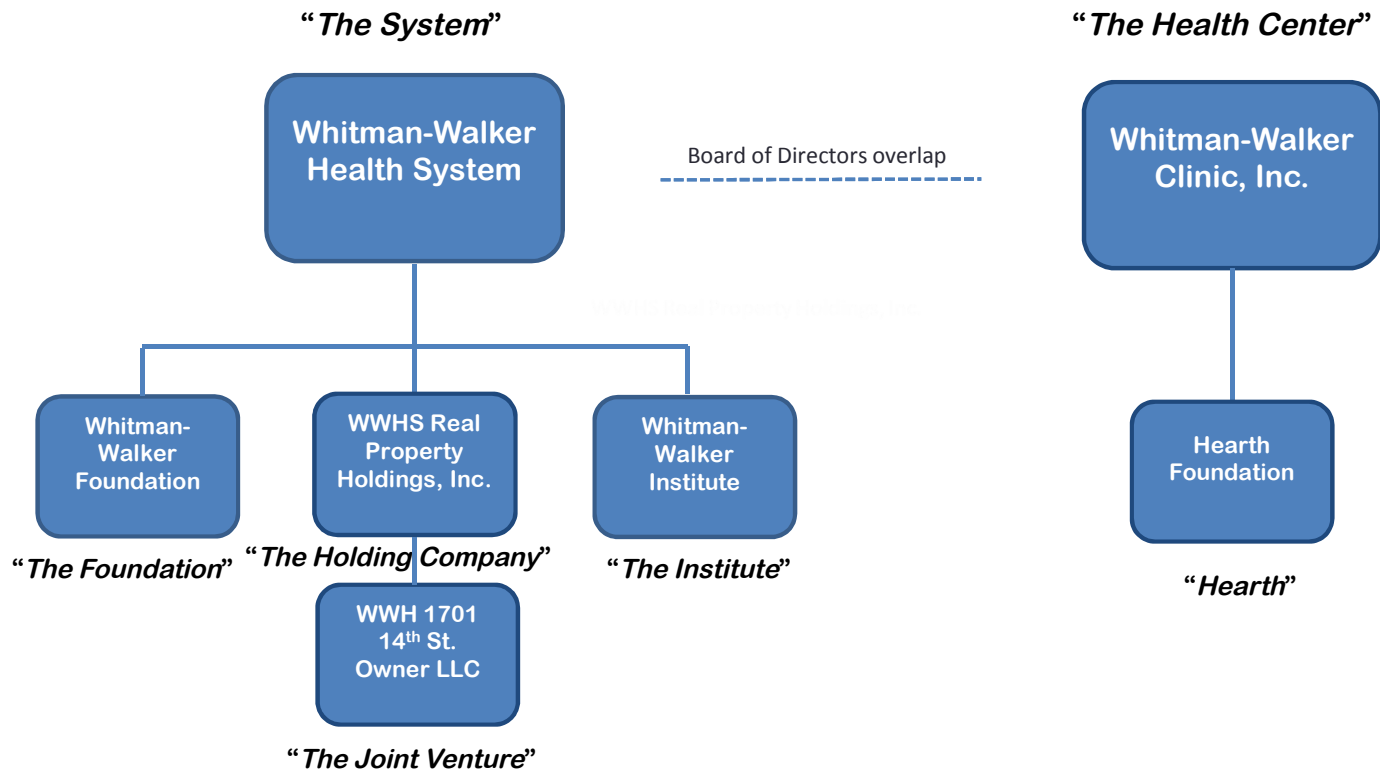 “The System”
“The Health Center”
Whitman-Walker
Health System
Board of Directors overlap
Whitman-Walker
Clinic, Inc.
Whitman-
Walker
Foundation
WWHS Real
Property
Holdings, Inc.
Whitman-
Walker
Institute
Hearth
Foundation
“The Foundation”
“The Holding Company”
“The Institute”
“Hearth”
WWH 1701
14th St.
Owner LLC
“The Joint Venture”